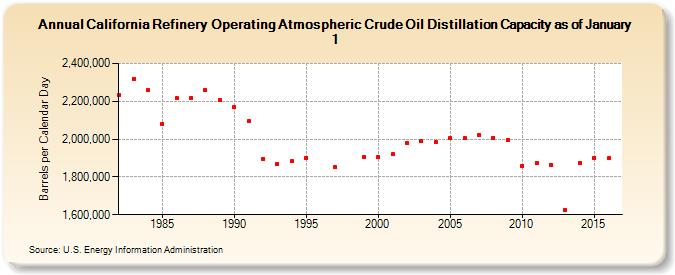 Annual California Refinery Operating Atmospheric Crude Oil Distillation Capacity as of January
1
Barrels per Calendar Day
2,400,000
2,200,000
2,000,000
1,800,000
1,600,000
1985 1990 1995 2000 2005 2010 2015
Source: U.S. Energy Information Administration